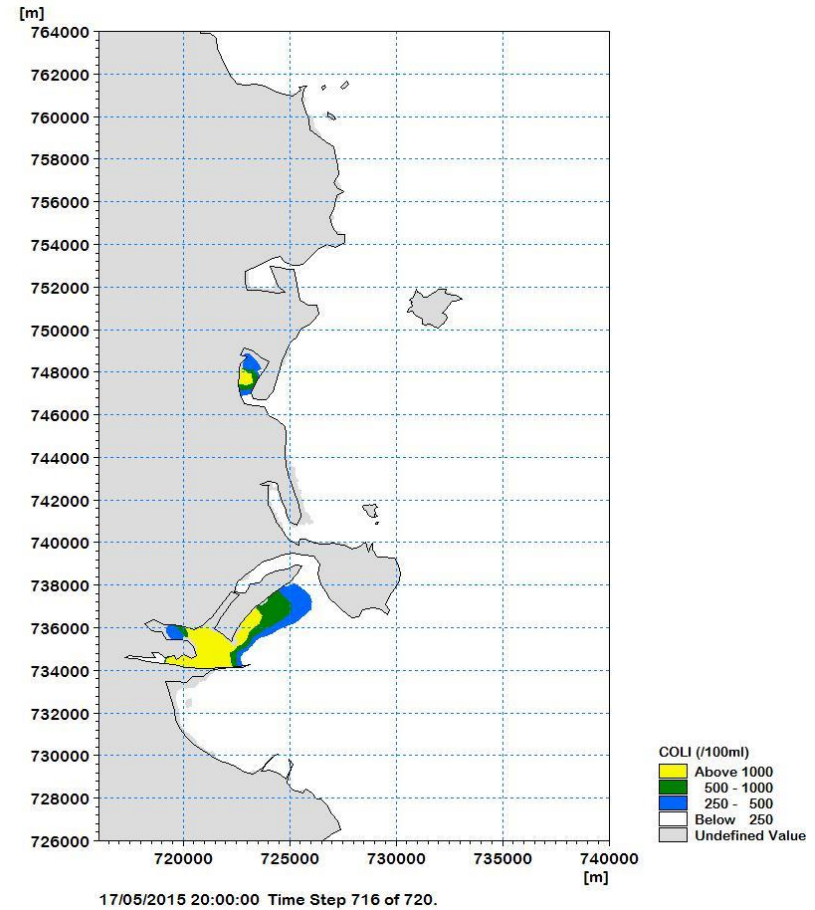 [m]
764000
762000
760000
758000
756000
754000
752000
750000
748000
746000
744000
742000
740000
738000
736000
734000
732000
730000
728000
726000
720000 725000 730000 735000 740000
[m]
COLI (/100ml)
Above 1000
500 - 1000
250 - 500
Below 250
Undefined Value
17/05/2015 20:00:00 Time Step 716 of 720.